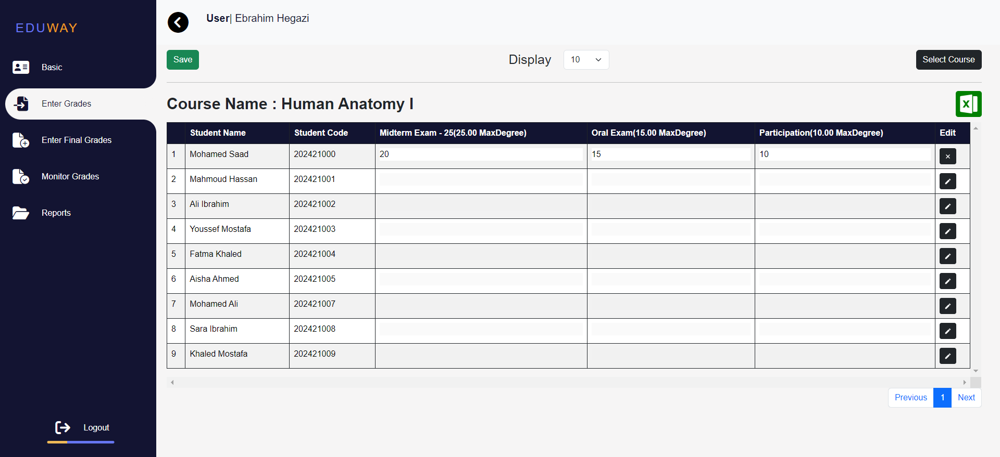 EDUWAY
Basic
Enter Grades
Enter Final Grades
Monitor Grades
Reports
Logout
User| Ebrahim Hegazi
Save
Display 10
Select Course
Course Name : Human Anatomy I
Student Name Student Code Midterm Exam - 25(25.00 MaxDegree) Oral Exam(15.00 MaxDegree) Participation(10.00 MaxDegree) Edit
1 Mohamed Saad 202421000 20 15 10
2 Mahmoud Hassan 202421001
3 Ali Ibrahim 202421002
4 Youssef Mostafa 202421003
5 Fatma Khaled 202421004
6 Aisha Ahmed 202421005
7 Mohamed Ali 202421007
8 Sara Ibrahim 202421008
9 Khaled Mostafa 202421009
Previous 1 Next